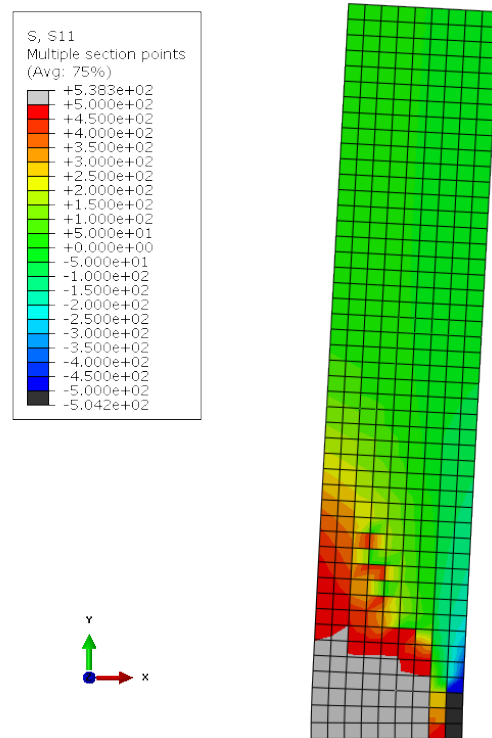 S, S11
Multiple section points
(Avg: 75%)
+5.383e+02
+5.000e+02
+4.500e+02
+4.000e+02
+3.500e+02
+3.000e+02
+2.500e+02
+2.000e+02
+1.500e+02
+1.000e+02
+5.000e+01
+0.000e+00
-5.000e+01
-1.000e+02
-1.500e+02
-2.000e+02
-2.500e+02
-3.000e+02
-3.500e+02
-4.000e+02
-4.500e+02
-5.000e+02
-5.042e+02
Y
Z X